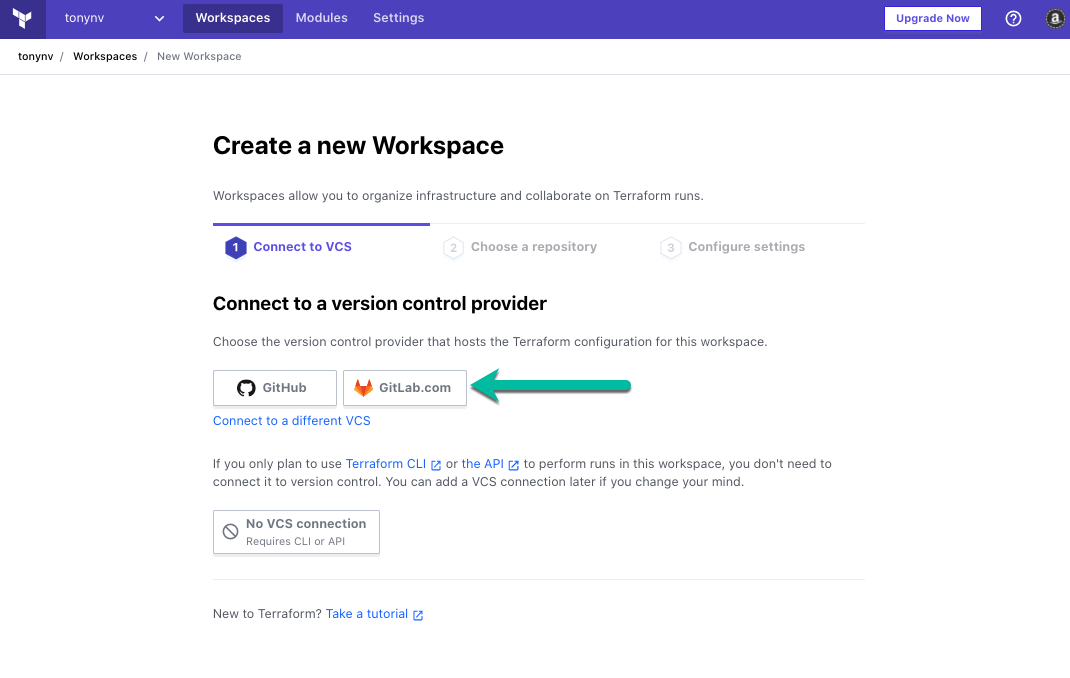 tonynv Workspaces Modules Settings Upgrade Now ? a
tonynv / Workspaces / New Workspace
Create a new Workspace
Workspaces allow you to organize infrastructure and collaborate on Terraform runs.
1 Connect to VCS 2 Choose a repository 3 Configure settings
Connect to a version control provider
Choose the version control provider that hosts the Terraform configuration for this workspace.
GitHub GitLab.com
Connect to a different VCS
If you only plan to use Terraform CLI or the API to perform runs in this workspace, you don't need to
connect it to version control. You can add a VCS connection later if you change your mind.
No VCS connection
Requires CLI or API
New to Terraform? Take a tutorial